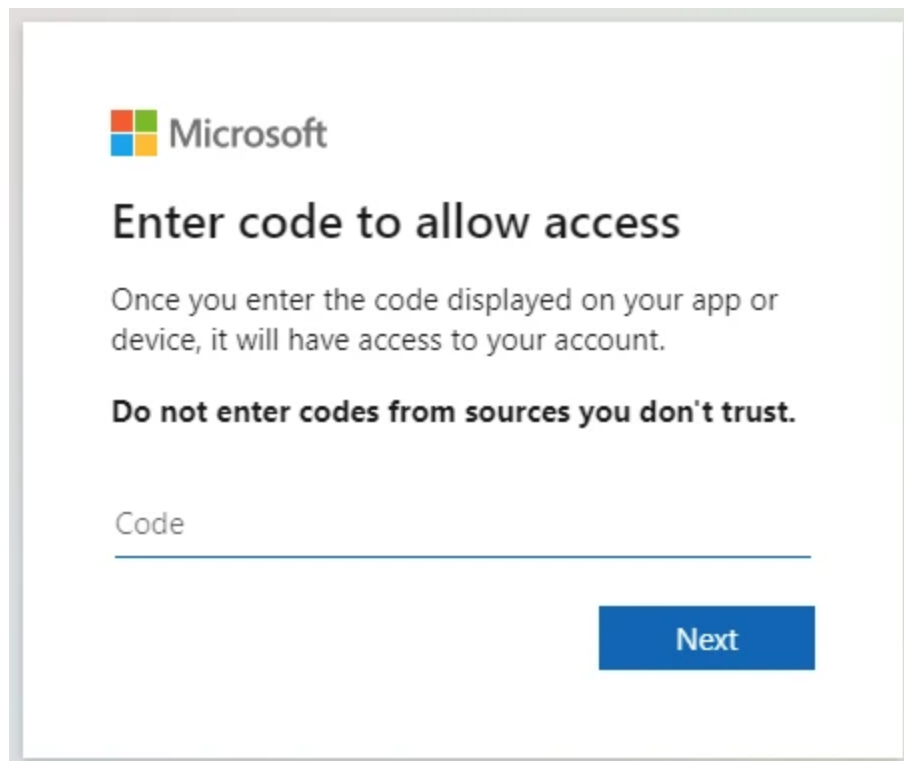 Microsoft
Enter code to allow access
Once you enter the code displayed on your app or
device, it will have access to your account.
Do not enter codes from sources you don't trust.
Code
Next